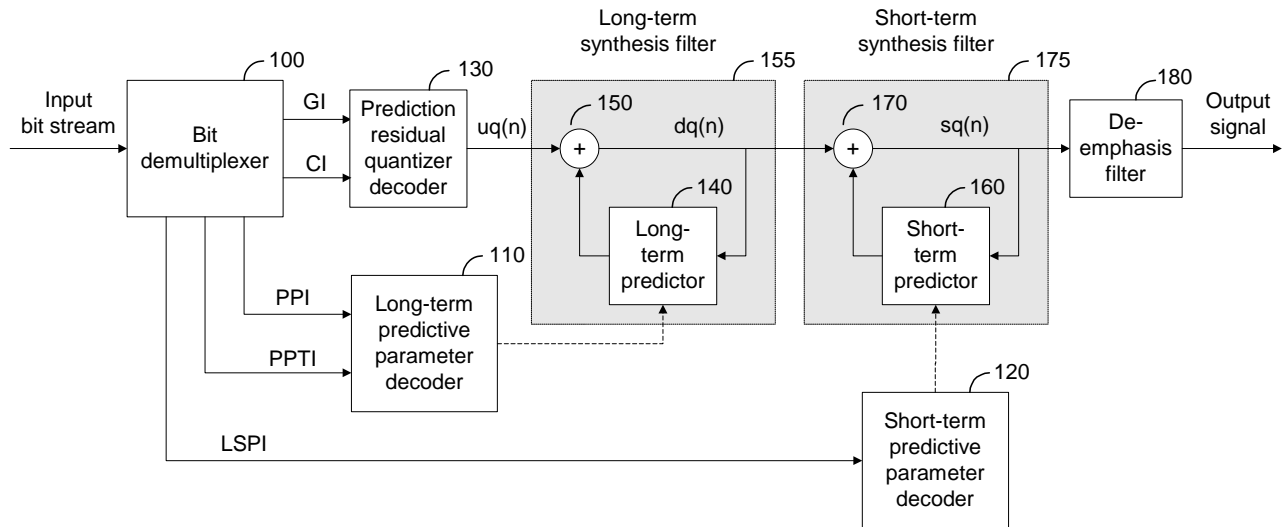 Long-term
synthesis filter
Short-term
synthesis filter
100
130
155
175
180
Input
bit stream
Bit
demultiplexer
GI
CI
Prediction
residual
quantizer
decoder
uq(n)
150
+
dq(n)
140
Long-
term
predictor
170
+
sq(n)
160
Short-
term
predictor
De-
emphasis
filter
Output
signal
110
PPI
PPTI
Long-term
predictive
parameter
decoder
120
LSPI
Short-term
predictive
parameter
decoder